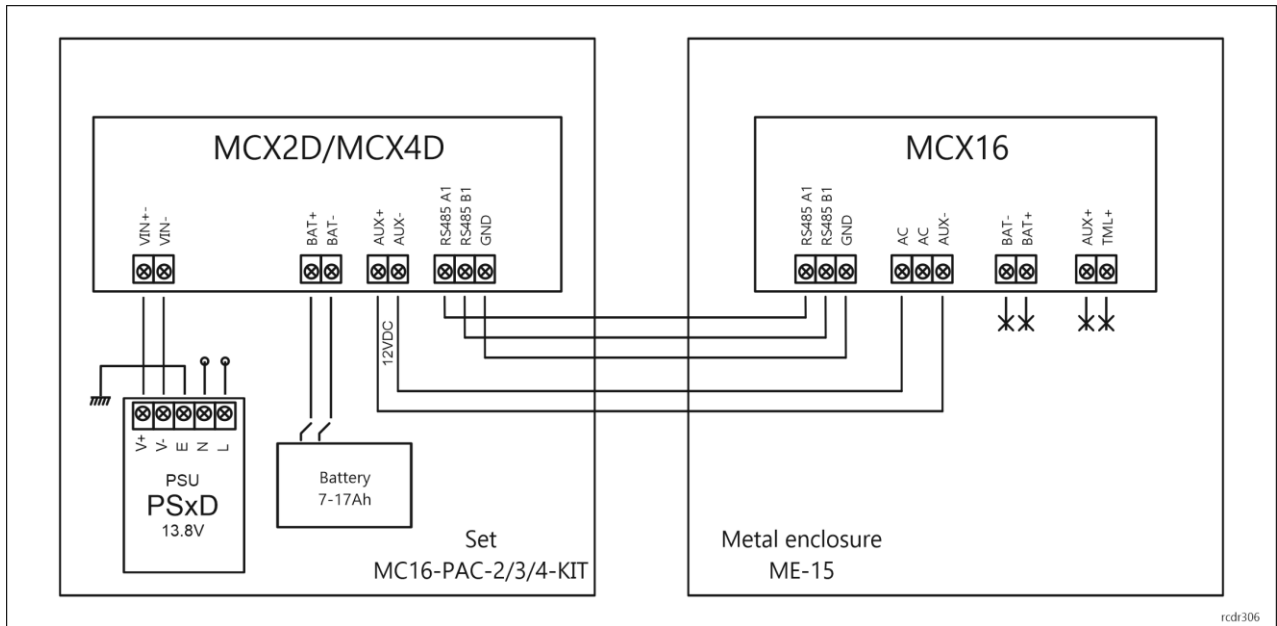 MCX2D/MCX4D
VIN+-
VIN-
BAT+
BAT-
AUX+
AUX-
RS485 A1
RS485 B1
GND
12VDC
V+
V-
E
N
L
PSU
PSxD
13.8V
Battery
7-17Ah
Set
MC16-PAC-2/3/4-KIT
MCX16
RS485 A1
RS485 B1
GND
AC
AC
AUX-
BAT-
BAT+
AUX+
TML+
Metal enclosure
ME-15
rcdr306